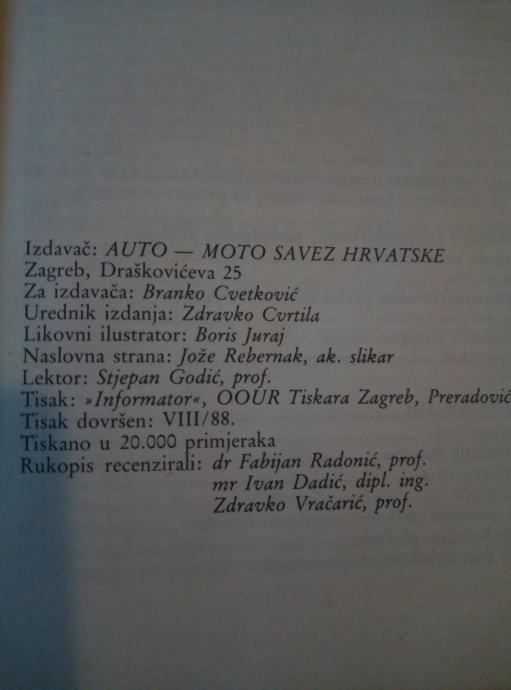 Izdavač: AUTO — MOTO SAVEZ HRVATSKE
Zagreb, Draškovićeva 25
Za izdavača: Branko Cvetković
Urednik izdanja: Zdravko Cvrtila
Likovni ilustrator: Boris Juraj
Naslovna strana: Jože Rebernak, ak. slikar
Lektor: Stjepan Godić, prof.
Tisak: »Informator«, OOUR Tiskara Zagreb, Preradović
Tisak dovršen: VIII/88.
Tiskano u 20.000 primjeraka
Rukopis recenzirali: dr Fabijan Radonić, prof.
mr Ivan Dadić, dipl. ing.
Zdravko Vračarić, prof.